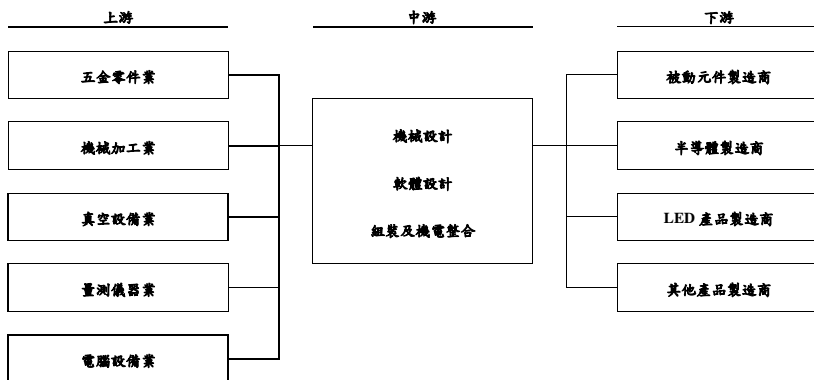 上游
中游
下游
五金零件業
機械加工業
真空設備業
量測儀器業
電腦設備業
機械設計
軟體設計
組裝及機電整合
被動元件製造商
半導體製造商
LED 產品製造商
其他產品製造商